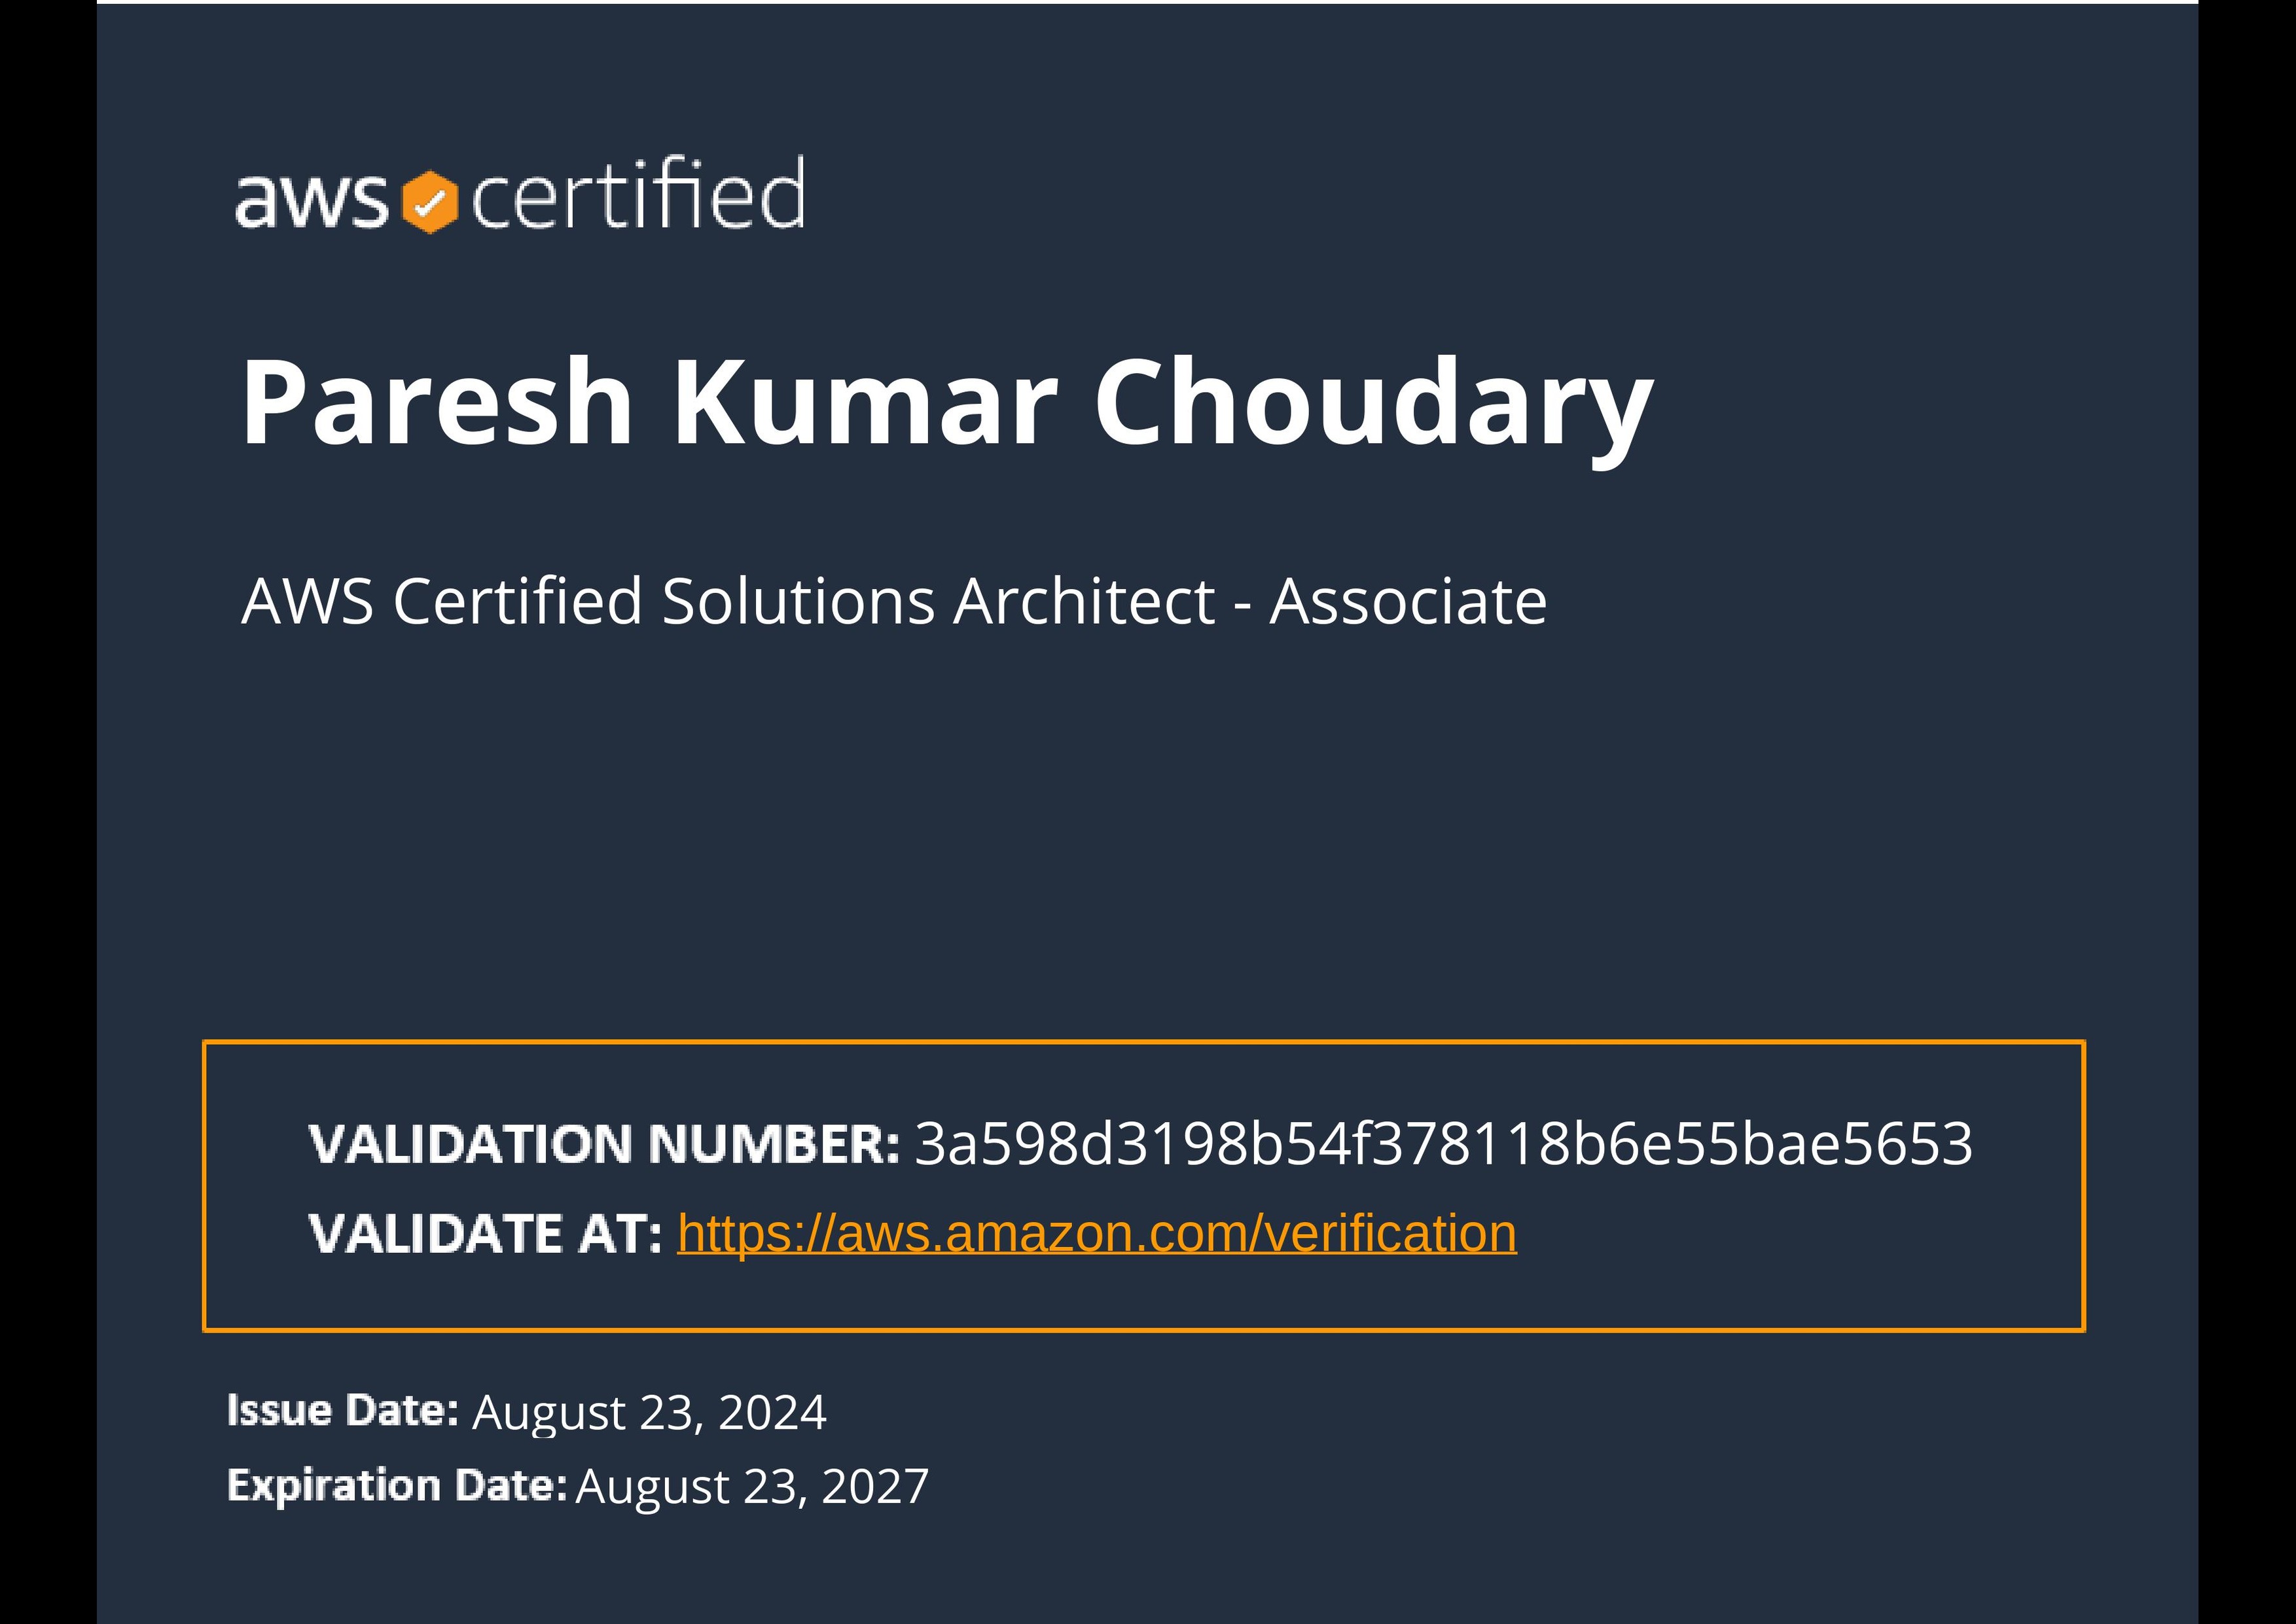 aws certified
Paresh Kumar Choudary
AWS Certified Solutions Architect - Associate
VALIDATION NUMBER: 3a598d3198b54f378118b6e55bae5653
VALIDATE AT: https://aws.amazon.com/verification
Issue Date: August 23, 2024
Expiration Date: August 23, 2027